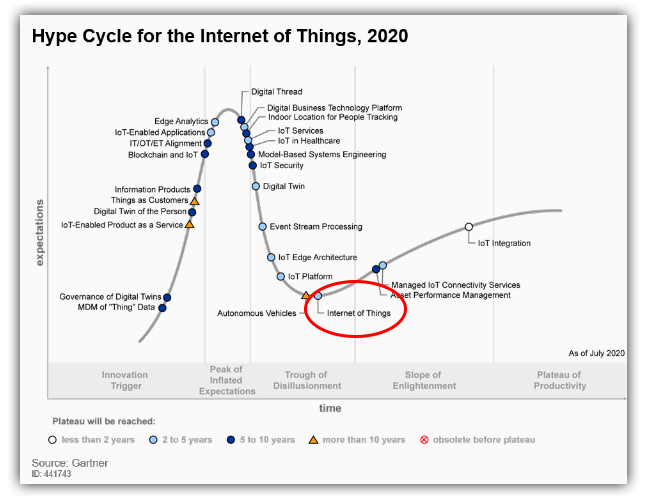 Hype Cycle for the Internet of Things, 2020
expectations
Digital Thread
Digital Business Technology Platform
Indoor Location for People Tracking
Edge Analytics
IoT-Enabled Applications
IoT Services
IT/OT/ET Alignment
IoT in Healthcare
Blockchain and IoT
Model-Based Systems Engineering
IoT Security
Digital Twin
Information Products
Things as Customers
Digital Twin of the Person
IoT-Enabled Product as a Service
Event Stream Processing
IoT Integration
IoT Edge Architecture
IoT Platform
Managed IoT Connectivity Services
Asset Performance Management
Governance of Digital Twins
MDM of "Thing" Data
Autonomous Vehicles
Internet of Things
As of July 2020
Innovation
Trigger
Peak of
Inflated
Expectations
Trough of
Disillusionment
Slope of
Enlightenment
Plateau of
Productivity
time
Plateau will be reached:
less than 2 years 2 to 5 years 5 to 10 years more than 10 years obsolete before plateau
Source: Gartner
ID: 441743